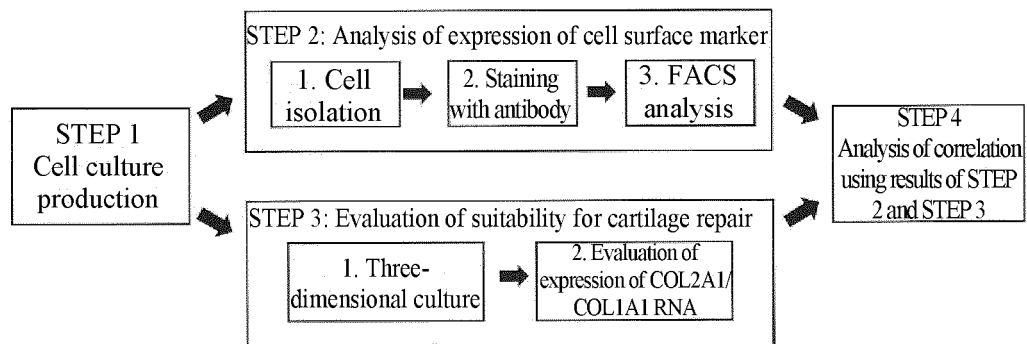 STEP 1
Cell culture
production
STEP 2: Analysis of expression of cell surface marker
1. Cell
isolation
2. Staining
with antibody
3. FACS
analysis
STEP 3: Evaluation of suitability for cartilage repair
1. Three-
dimensional culture
2. Evaluation of
expression of COL2A1/
COL1A1 RNA
STEP 4
Analysis of correlation
using results of STEP
2 and STEP 3